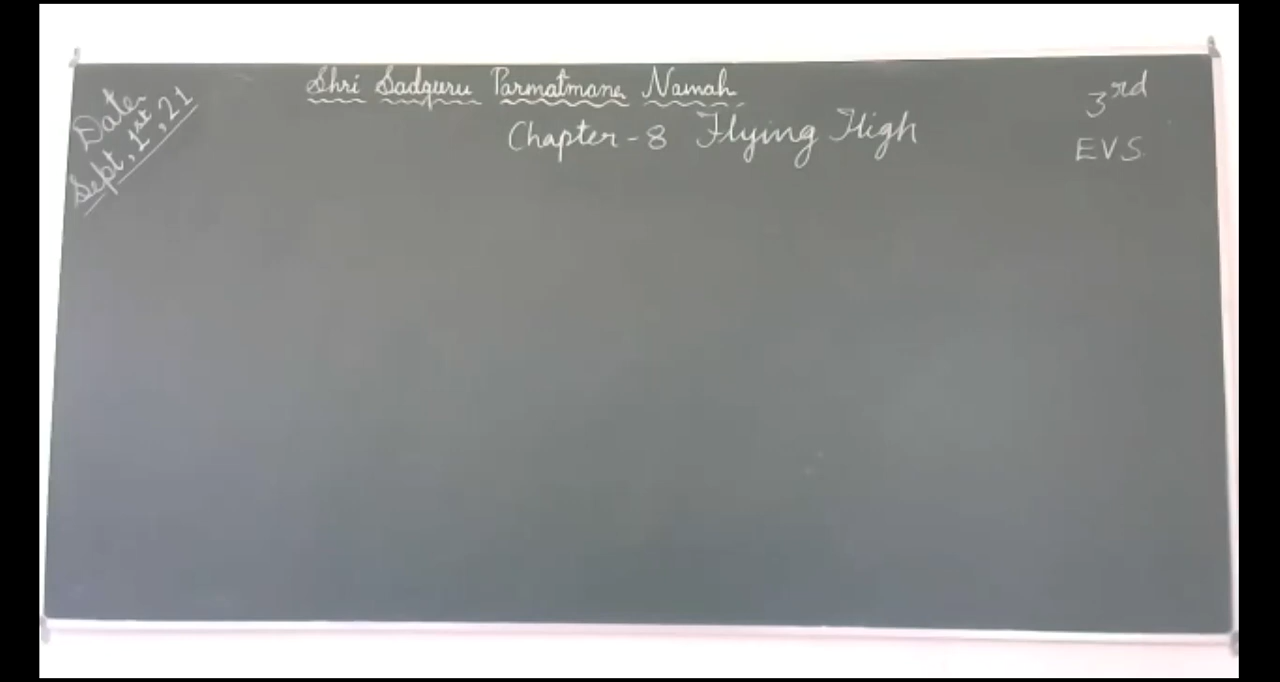 Shri Sadguru Parmatmane Namah
Date
Sept, 1st, 21
3rd
EVS
Chapter - 8 Flying High